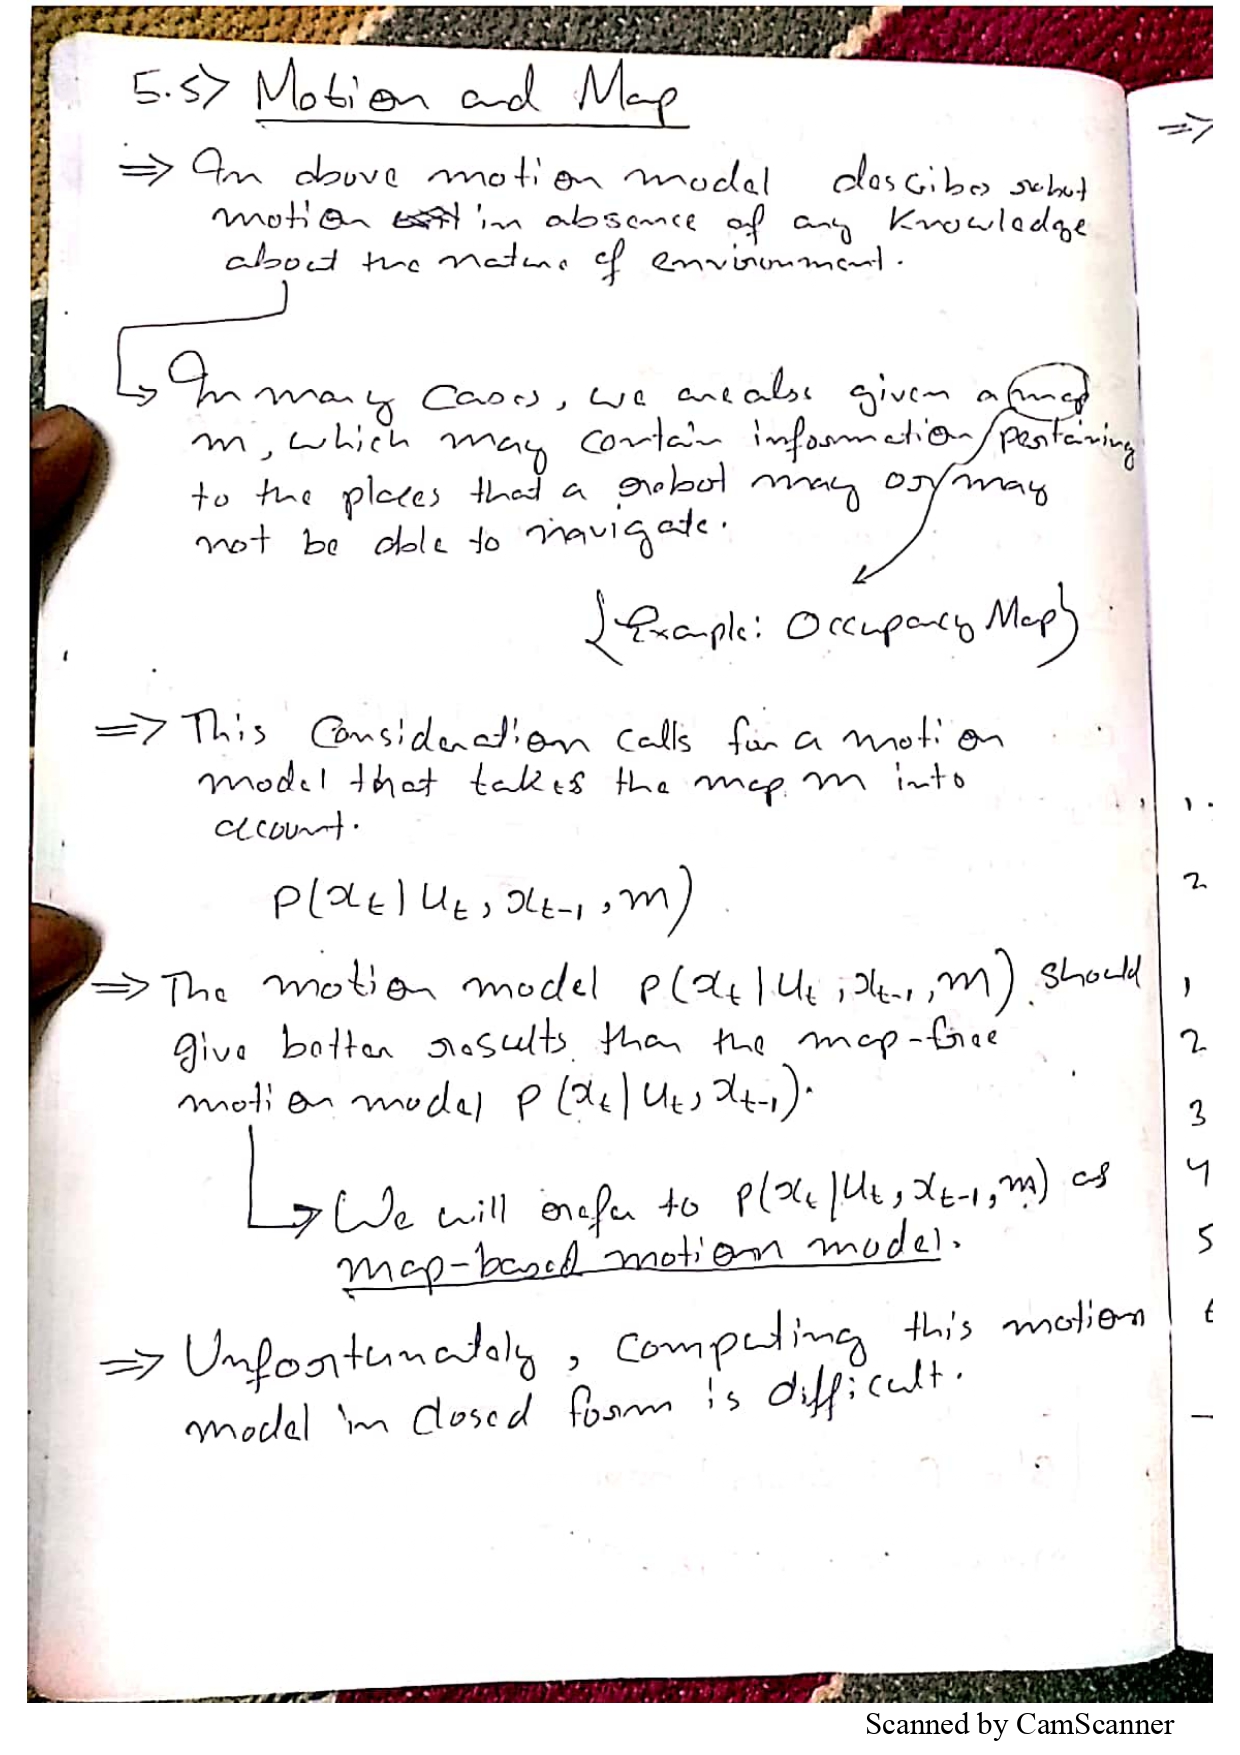 5.5> Motion and Map
⇒ In above motion model describes robot
motion in absence of any knowledge
about the nature of environment.
↳ In many cases, we are also given a map
m, which may contain information pertaining
to the places that a robot may or may
not be able to navigate.
{Example: Occupancy Map}
⇒ This consideration calls for a motion
model that takes the map m into
account.
P(x_t | u_t, x_{t-1}, m)
⇒ The motion model P(x_t | u_t, x_{t-1}, m) should
give better results than the map-free
motion model P(x_t | u_t, x_{t-1}).
↳ We will refer to P(x_t | u_t, x_{t-1}, m) as
map-based motion model.
⇒ Unfortunately, computing this motion
model in closed form is difficult.
⇒
1.
2
1
2
3
4
5
Scanned by CamScanner